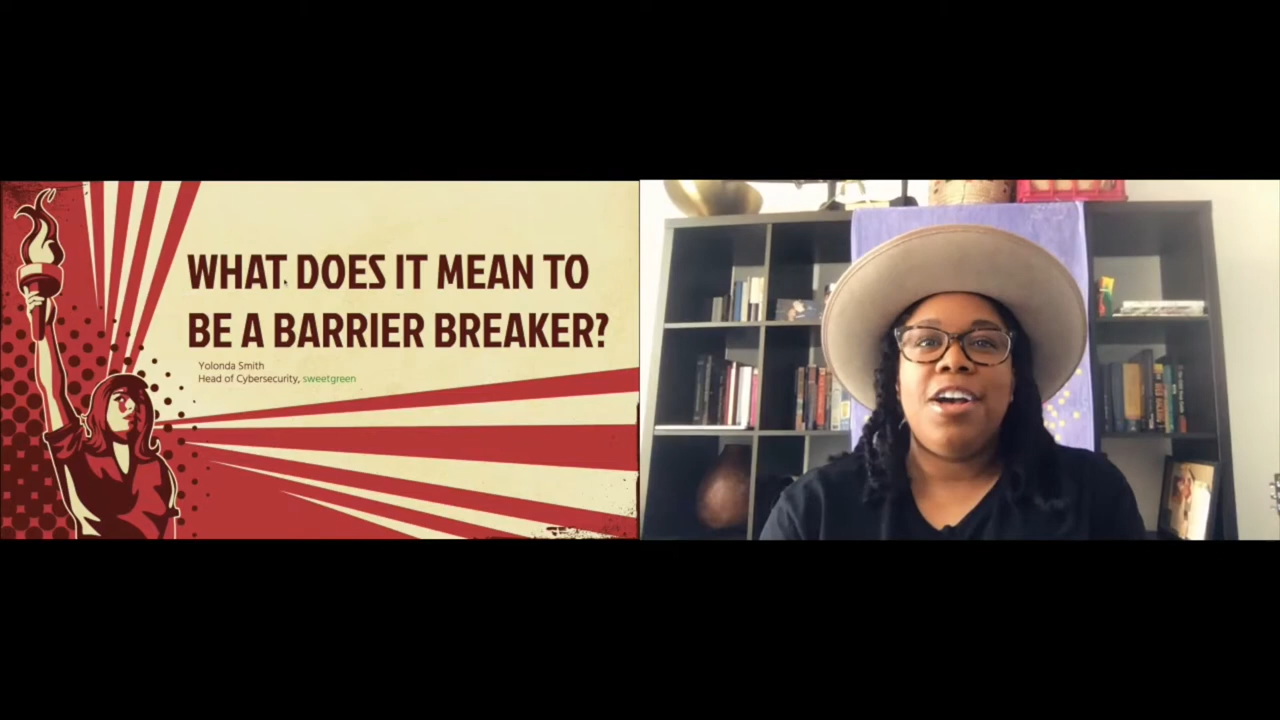 WHAT DOES IT MEAN TO
BE A BARRIER BREAKER?
Yolonda Smith
Head of Cybersecurity, sweetgreen